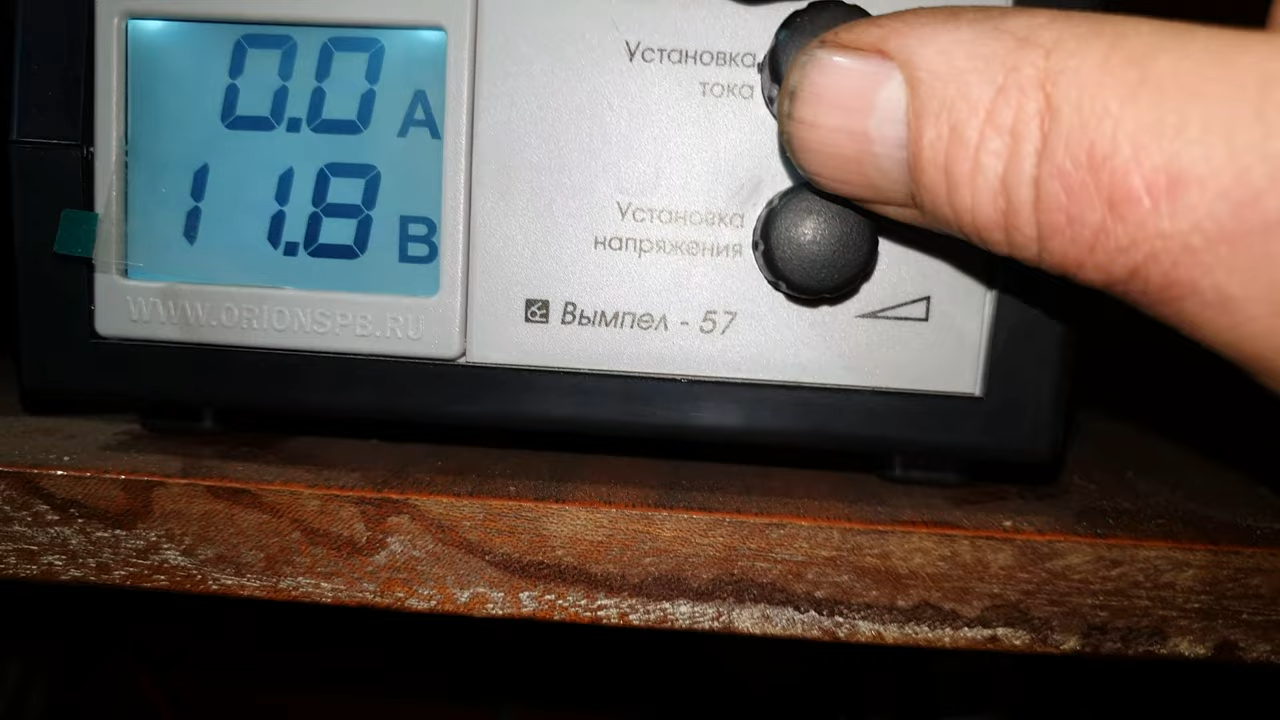 0.0 A
11.8 B
WWW.ORIONSPB.RU
Установка
тока
Установка
напряжения
Вымпел - 57